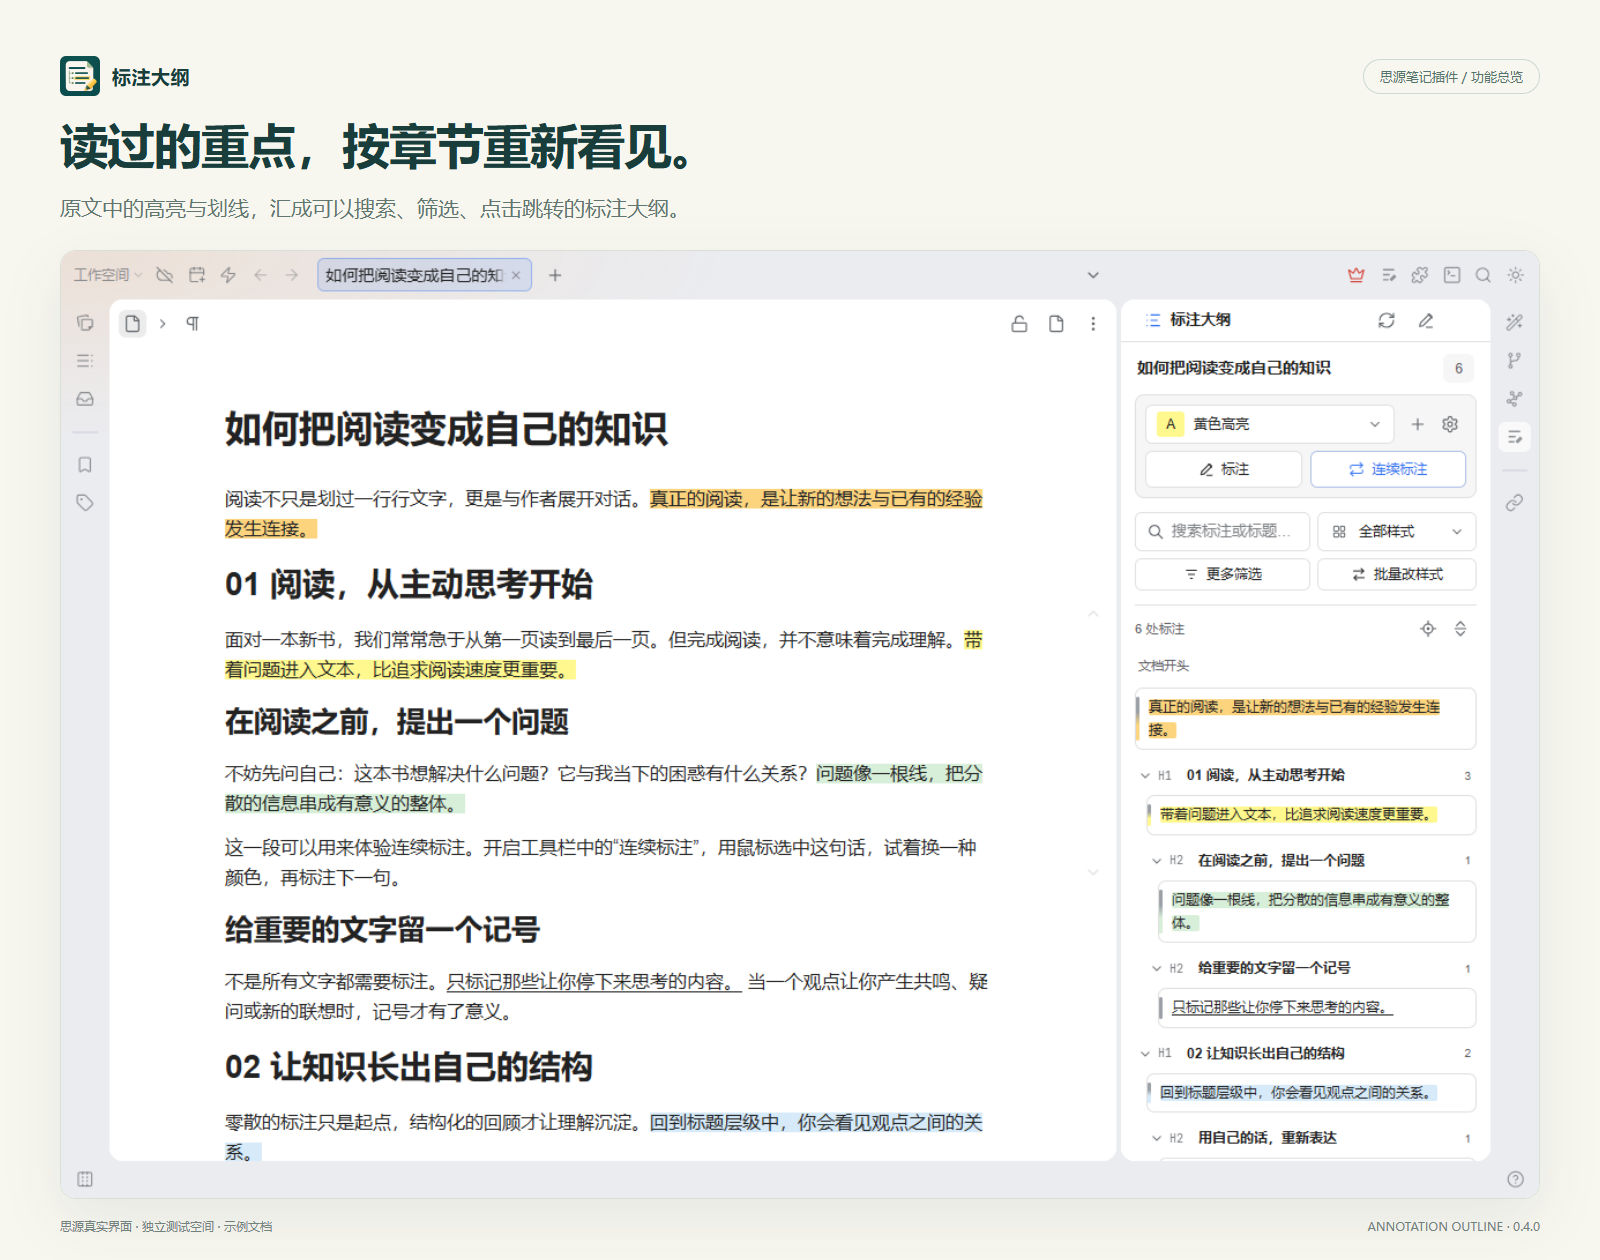 标注大纲
思源笔记插件 / 功能总览
读过的重点，按章节重新看见。
原文中的高亮与划线，汇成可以搜索、筛选、点击跳转的标注大纲。
工作空间
如何把阅读变成自己的知
如何把阅读变成自己的知识
阅读不只是划过一行行文字，更是与作者展开对话。真正的阅读，是让新的想法与已有的经验
发生连接。
01 阅读，从主动思考开始
面对一本新书，我们常常急于从第一页读到最后一页。但完成阅读，并不意味着完成理解。带
着问题进入文本，比追求阅读速度更重要。
在阅读之前，提出一个问题
不妨先问自己：这本书想解决什么问题？它与我当下的困惑有什么关系？问题像一根线，把分
散的信息串成有意义的整体。
这一段可以用来体验连续标注。开启工具栏中的“连续标注”，用鼠标选中这句话，试着换一种
颜色，再标注下一句。
给重要的文字留一个记号
不是所有文字都需要标注。只标记那些让你停下来思考的内容。当一个观点让你产生共鸣、疑
问或新的联想时，记号才有了意义。
02 让知识长出自己的结构
零散的标注只是起点，结构化的回顾才让理解沉淀。回到标题层级中，你会看见观点之间的关
系。
标注大纲
如何把阅读变成自己的知识 6
A 黄色高亮
标注 连续标注
搜索标注或标题... 全部样式
更多筛选 批量改样式
6 处标注
文档开头
真正的阅读，是让新的想法与已有的经验发生连
接。
H1 01 阅读，从主动思考开始 3
带着问题进入文本，比追求阅读速度更重要。
H2 在阅读之前，提出一个问题 1
问题像一根线，把分散的信息串成有意义的整
体。
H2 给重要的文字留一个记号 1
只标记那些让你停下来思考的内容。
H1 02 让知识长出自己的结构 2
回到标题层级中，你会看见观点之间的关系。
H2 用自己的话，重新表达 1
思源真实界面 · 独立测试空间 · 示例文档
ANNOTATION OUTLINE · 0.4.0